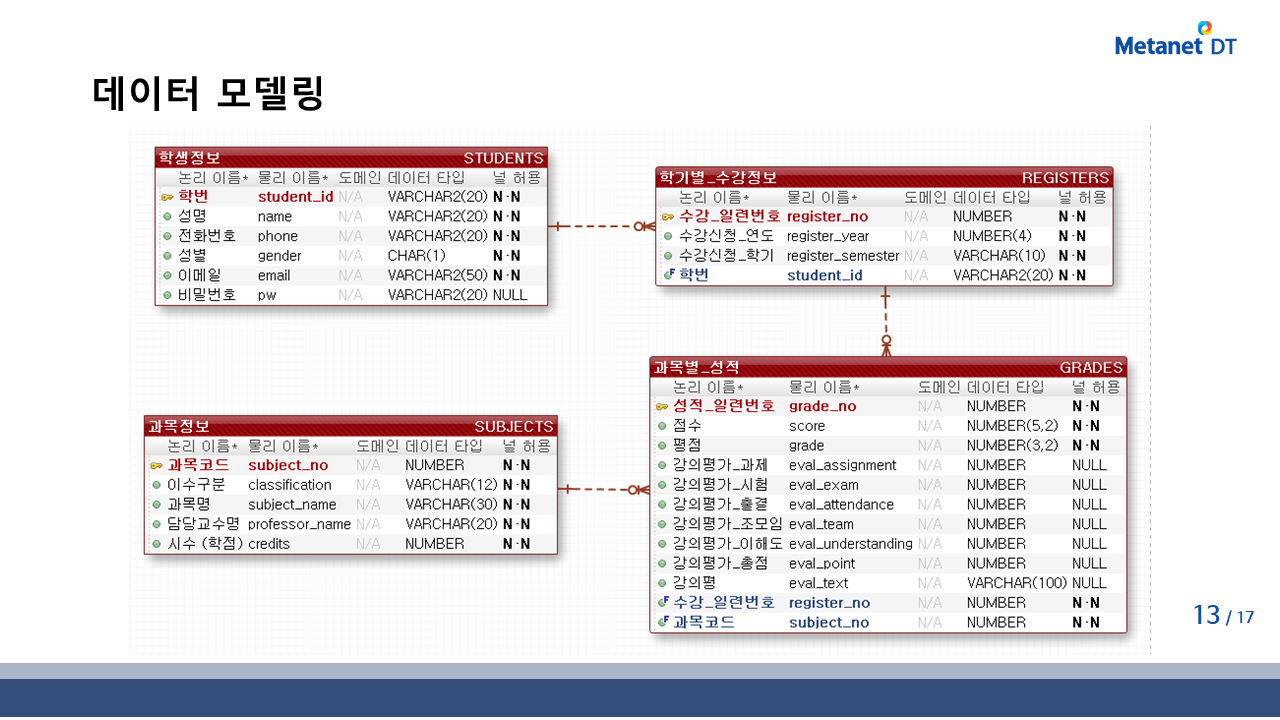 Metanet DT
데이터 모델링
학생정보 STUDENTS
논리 이름* 물리 이름* 도메인 데이터 타입 널 허용
학번 student_id N/A VARCHAR2(20) N-N
성명 name N/A VARCHAR2(20) N-N
전화번호 phone N/A VARCHAR2(20) N-N
성별 gender N/A CHAR(1) N-N
이메일 email N/A VARCHAR2(50) N-N
비밀번호 pw N/A VARCHAR2(20) NULL
학기별_수강정보 REGISTERS
논리 이름* 물리 이름* 도메인 데이터 타입 널 허용
수강_일련번호 register_no N/A NUMBER N-N
수강신청_연도 register_year N/A NUMBER(4) N-N
수강신청_학기 register_semester N/A VARCHAR(10) N-N
F 학번 student_id N/A VARCHAR2(20) N-N
과목정보 SUBJECTS
논리 이름* 물리 이름* 도메인 데이터 타입 널 허용
과목코드 subject_no N/A NUMBER N-N
이수구분 classification N/A VARCHAR(12) N-N
과목명 subject_name N/A VARCHAR(30) N-N
담당교수명 professor_name N/A VARCHAR(20) N-N
시수 (학점) credits N/A NUMBER N-N
과목별_성적 GRADES
논리 이름* 물리 이름* 도메인 데이터 타입 널 허용
성적_일련번호 grade_no N/A NUMBER N-N
점수 score N/A NUMBER(5,2) N-N
평점 grade N/A NUMBER(3,2) N-N
강의평가_과제 eval_assignment N/A NUMBER NULL
강의평가_시험 eval_exam N/A NUMBER NULL
강의평가_출결 eval_attendance N/A NUMBER NULL
강의평가_조모임 eval_team N/A NUMBER NULL
강의평가_이해도 eval_understanding N/A NUMBER NULL
강의평가_총점 eval_point N/A NUMBER NULL
강의평 eval_text N/A VARCHAR(100) NULL
F 수강_일련번호 register_no N/A NUMBER N-N
F 과목코드 subject_no N/A NUMBER N-N
13 / 17